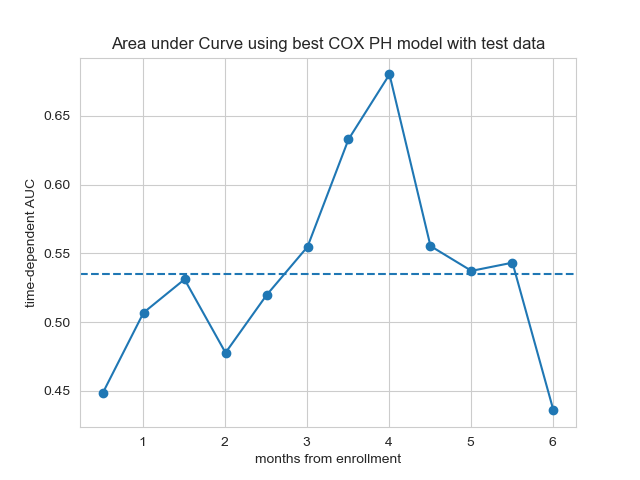 Area under Curve using best COX PH model with test data
time-dependent AUC
0.65
0.60
0.55
0.50
0.45
1 2 3 4 5 6
months from enrollment